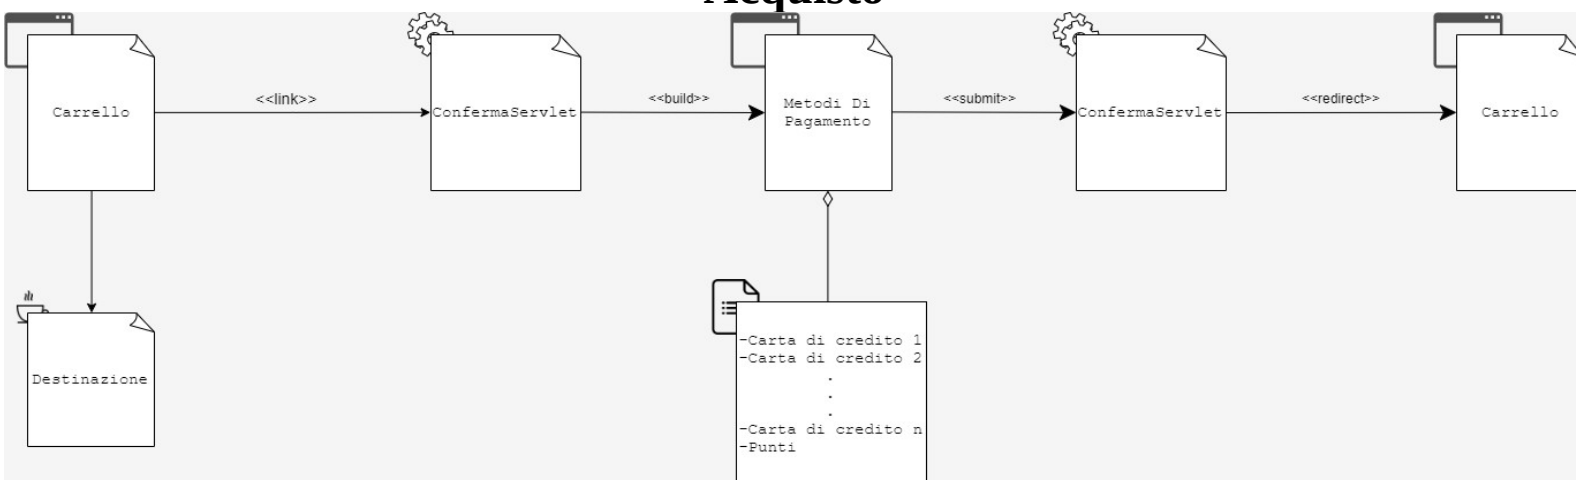 Acquisto
<<link>>
<<build>>
<<submit>>
<<redirect>>
Carrello
ConfermaServlet
Metodi Di
Pagamento
ConfermaServlet
Carrello
Destinazione
-Carta di credito 1
-Carta di credito 2
.
.
.
-Carta di credito n
-Punti